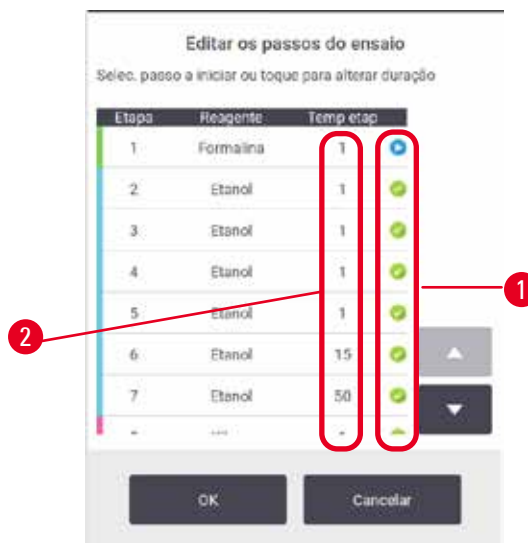 Editar os passos do ensaio
Selec. passo a iniciar ou toque para alterar duração
Etapa Reagente Temp etap
1 Formalina 1
2 Etanol 1
3 Etanol 1
4 Etanol 1
5 Etanol 1
6 Etanol 15
7 Etanol 50
1
2
OK Cancelar